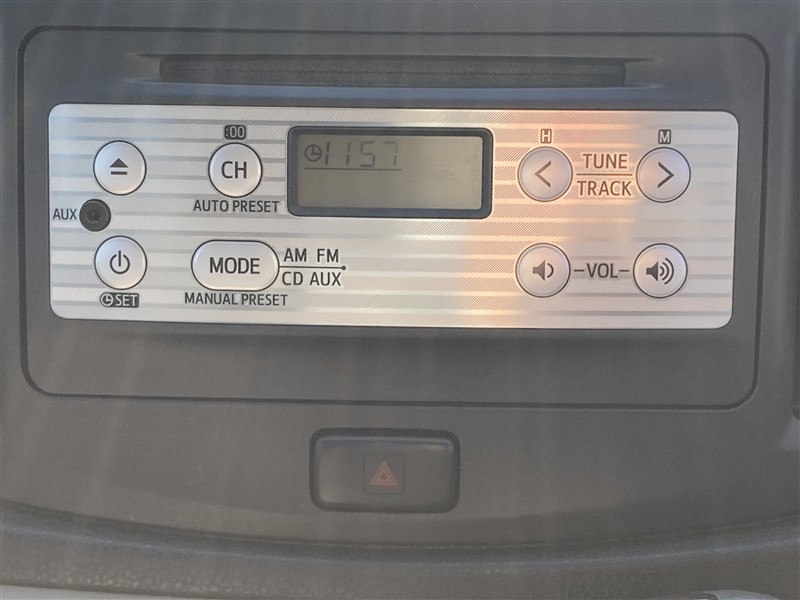 :00
H
M
CH
1157
TUNE
TRACK
AUTO PRESET
AUX
MODE
AM FM
CD AUX
-VOL-
SET
MANUAL PRESET